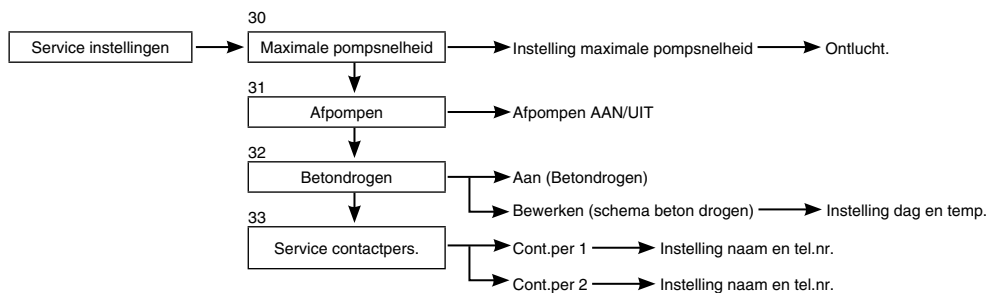 30
Service instellingen
Maximale pompsnelheid
Instelling maximale pompsnelheid
Ontlucht.
31
Afpompen
Afpompen AAN/UIT
32
Betondrogen
Aan (Betondrogen)
Bewerken (schema beton drogen)
Instelling dag en temp.
33
Service contactpers.
Cont.per 1
Instelling naam en tel.nr.
Cont.per 2
Instelling naam en tel.nr.